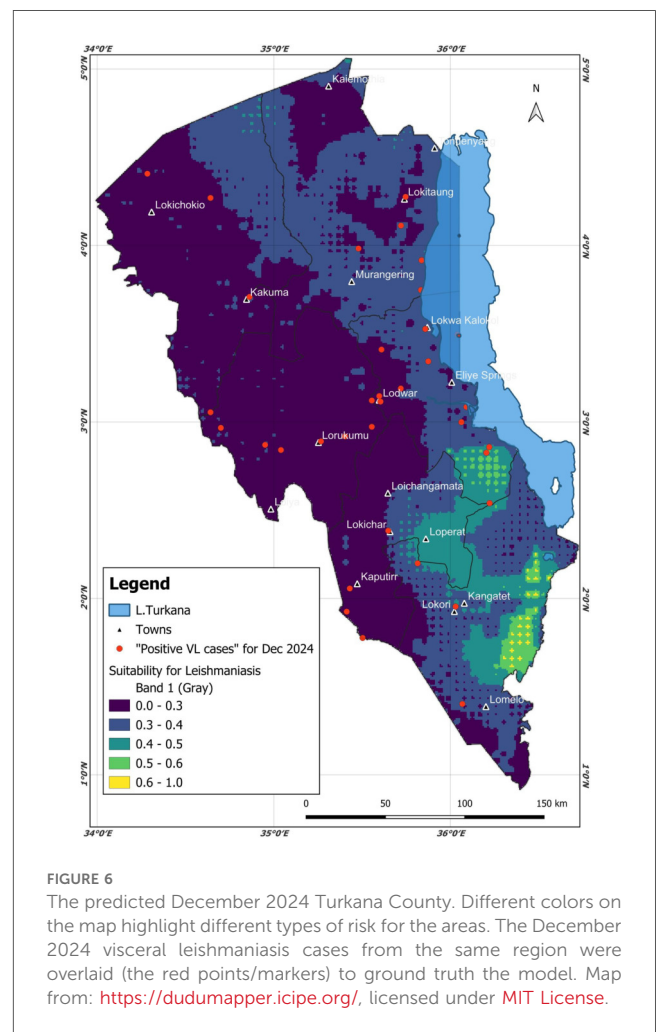 34°0'E 35°0'E 36°0'E
5°0'N 5°0'N
N
Lokitaung
Lokichokio
4°0'N 4°0'N
Murangering
Kakuma
Eliye Springs
Lodwar
3°0'N 3°0'N
Lorukumu
Loichangamata
Lokichar
Loperat
Kaputirr
Kangatet
2°0'N 2°0'N
Lokori
Lomelo
1°0'N 1°0'N
Legend
L.Turkana
Towns
"Positive VL cases" for Dec 2024
Suitability for Leishmaniasis
Band 1 (Gray)
0.0 - 0.3
0.3 - 0.4
0.4 - 0.5
0.5 - 0.6
0.6 - 1.0
0 50 100 150 km
34°0'E 35°0'E 36°0'E
FIGURE 6
The predicted December 2024 Turkana County. Different colors on
the map highlight different types of risk for the areas. The December
2024 visceral leishmaniasis cases from the same region were
overlaid (the red points/markers) to ground truth the model. Map
from: https://dudumapper.icipe.org/, licensed under MIT License.